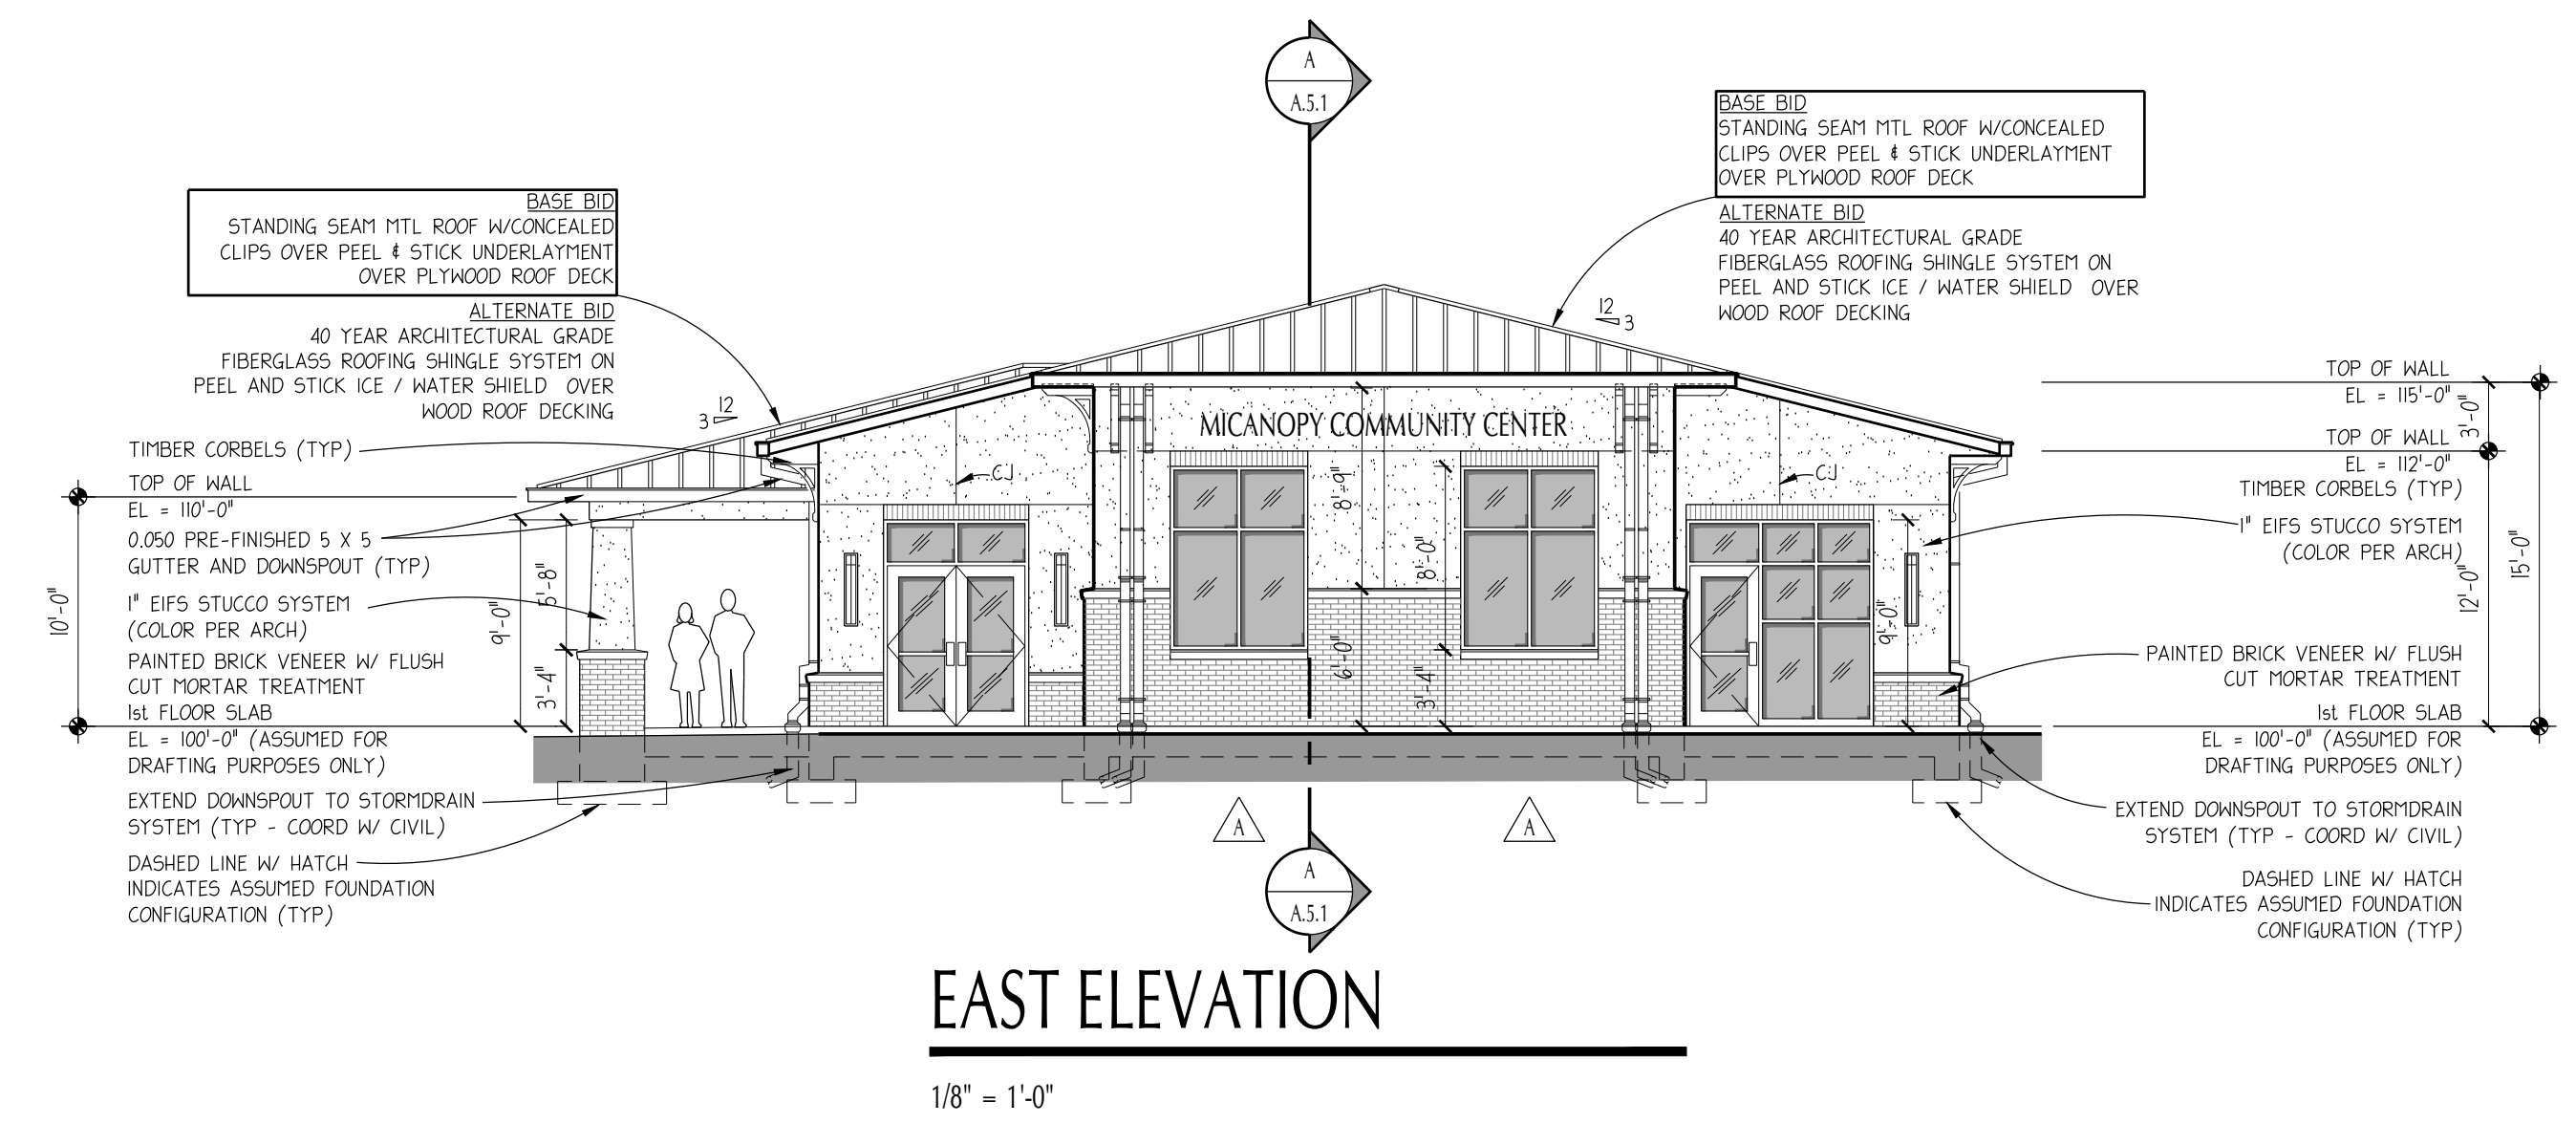 A
A.5.1
BASE BID
STANDING SEAM MTL ROOF W/CONCEALED
CLIPS OVER PEEL & STICK UNDERLAYMENT
OVER PLYWOOD ROOF DECK
ALTERNATE BID
40 YEAR ARCHITECTURAL GRADE
FIBERGLASS ROOFING SHINGLE SYSTEM ON
PEEL AND STICK ICE / WATER SHIELD OVER
WOOD ROOF DECKING
12
3
TIMBER CORBELS (TYP)
TOP OF WALL
EL = 110'-0"
0.050 PRE-FINISHED 5 X 5
GUTTER AND DOWNSPOUT (TYP)
1" EIFS STUCCO SYSTEM
(COLOR PER ARCH)
PAINTED BRICK VENEER W/ FLUSH
CUT MORTAR TREATMENT
1st FLOOR SLAB
EL = 100'-0" (ASSUMED FOR
DRAFTING PURPOSES ONLY)
EXTEND DOWNSPOUT TO STORMDRAIN
SYSTEM (TYP - COORD W/ CIVIL)
DASHED LINE W/ HATCH
INDICATES ASSUMED FOUNDATION
CONFIGURATION (TYP)
10'-0"
9'-0"
5'-8"
3'-4"
CJ
MICANOPY COMMUNITY CENTER
8'-9"
6'-0"
8'-0"
3'-4"
CJ
9'-0"
BASE BID
STANDING SEAM MTL ROOF W/CONCEALED
CLIPS OVER PEEL & STICK UNDERLAYMENT
OVER PLYWOOD ROOF DECK
ALTERNATE BID
40 YEAR ARCHITECTURAL GRADE
FIBERGLASS ROOFING SHINGLE SYSTEM ON
PEEL AND STICK ICE / WATER SHIELD OVER
WOOD ROOF DECKING
12
3
TOP OF WALL
EL = 115'-0"
TOP OF WALL
EL = 112'-0"
TIMBER CORBELS (TYP)
1" EIFS STUCCO SYSTEM
(COLOR PER ARCH)
PAINTED BRICK VENEER W/ FLUSH
CUT MORTAR TREATMENT
1st FLOOR SLAB
EL = 100'-0" (ASSUMED FOR
DRAFTING PURPOSES ONLY)
EXTEND DOWNSPOUT TO STORMDRAIN
SYSTEM (TYP - COORD W/ CIVIL)
DASHED LINE W/ HATCH
INDICATES ASSUMED FOUNDATION
CONFIGURATION (TYP)
3'-0"
12'-0"
15'-0"
A
A
A
A.5.1
EAST ELEVATION
1/8" = 1'-0"